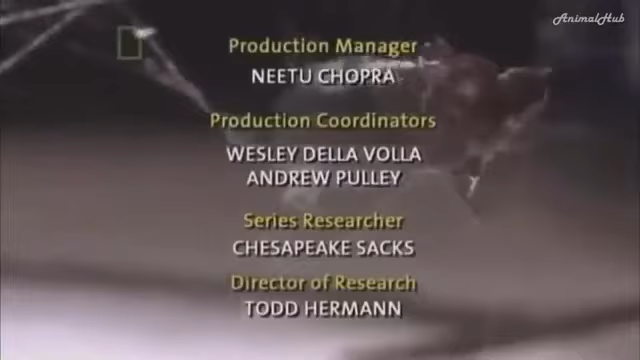 AnimalHub
Production Manager
NEETU CHOPRA
Production Coordinators
WESLEY DELLA VOLLA
ANDREW PULLEY
Series Researcher
CHESAPEAKE SACKS
Director of Research
TODD HERMANN